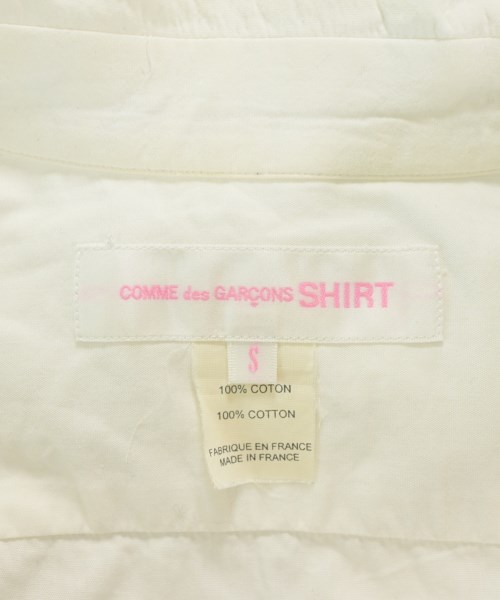 COMME des GARÇONS SHIRT
S
100% COTON
100% COTTON
FABRIQUE EN FRANCE
MADE IN FRANCE